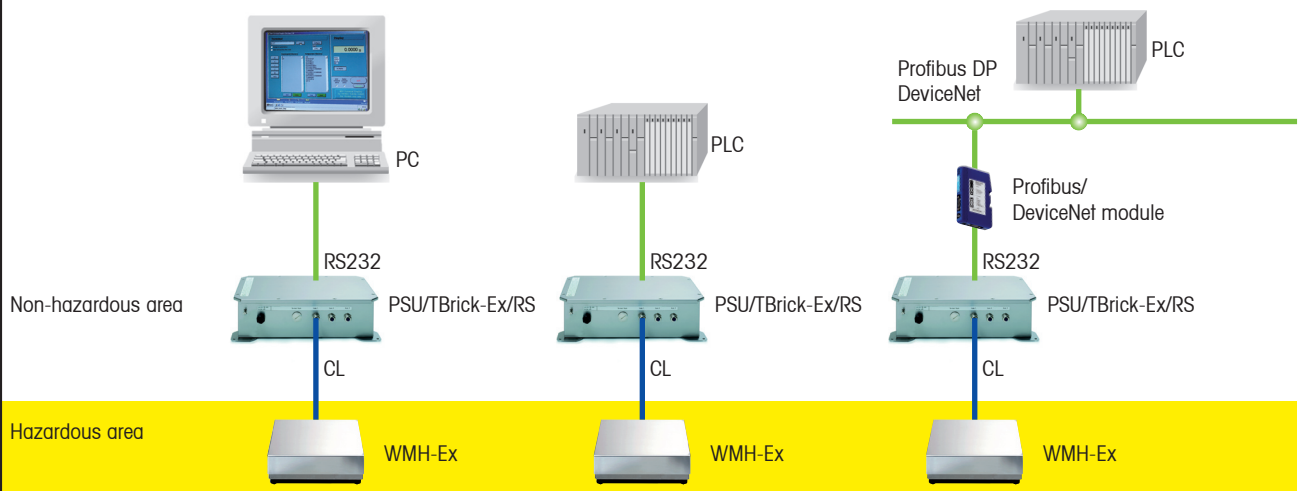 PLC
Profibus DP
DeviceNet
PC
PLC
Profibus/
DeviceNet module
RS232
RS232
RS232
Non-hazardous area
PSU/TBrick-Ex/RS
PSU/TBrick-Ex/RS
PSU/TBrick-Ex/RS
CL
CL
CL
Hazardous area
WMH-Ex
WMH-Ex
WMH-Ex